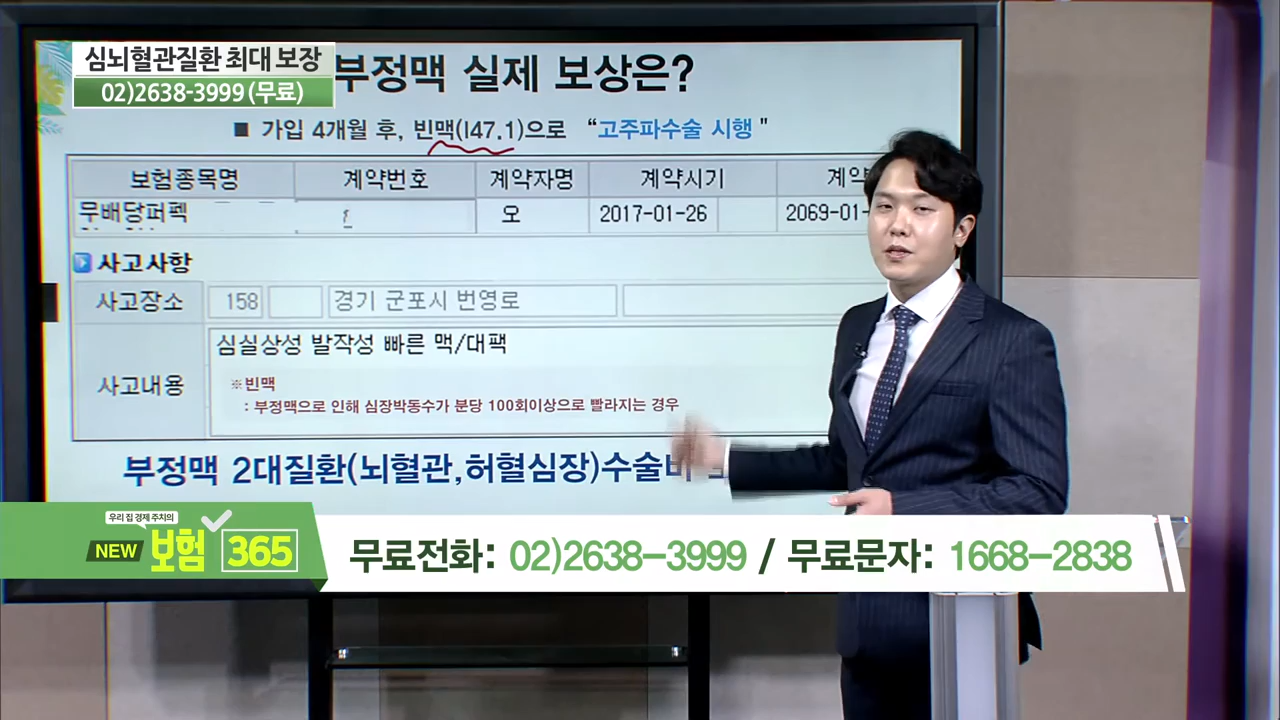 심뇌혈관질환 최대 보장
02)2638-3999 (무료)
부정맥 실제 보상은?
■ 가입 4개월 후, 빈맥(I47.1)으로 “고주파수술 시행"
보험종목명 계약번호 계약자명 계약시기
무배당퍼펙 오 2017-01-26 2069-01-
사고사항
사고장소 158 경기 군포시 번영로
심실상성 발작성 빠른 맥/대팩
사고내용
※빈맥
: 부정맥으로 인해 심장박동수가 분당 100회이상으로 빨라지는 경우
부정맥 2대질환(뇌혈관,허혈심장)수술비
우리 집 경제 주치의
NEW 보험 365
무료전화: 02)2638-3999 / 무료문자: 1668-2838